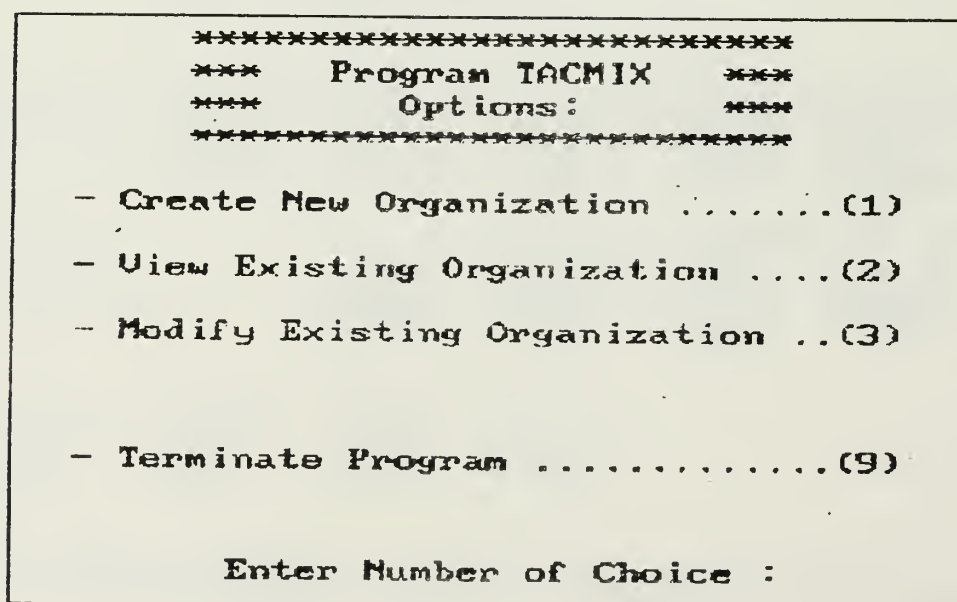 **************************
*** Program TACMIX ***
*** Options: ***
**************************
- Create New Organization .......(1)
- View Existing Organization ....(2)
- Modify Existing Organization ..(3)
- Terminate Program .............(9)
Enter Number of Choice :